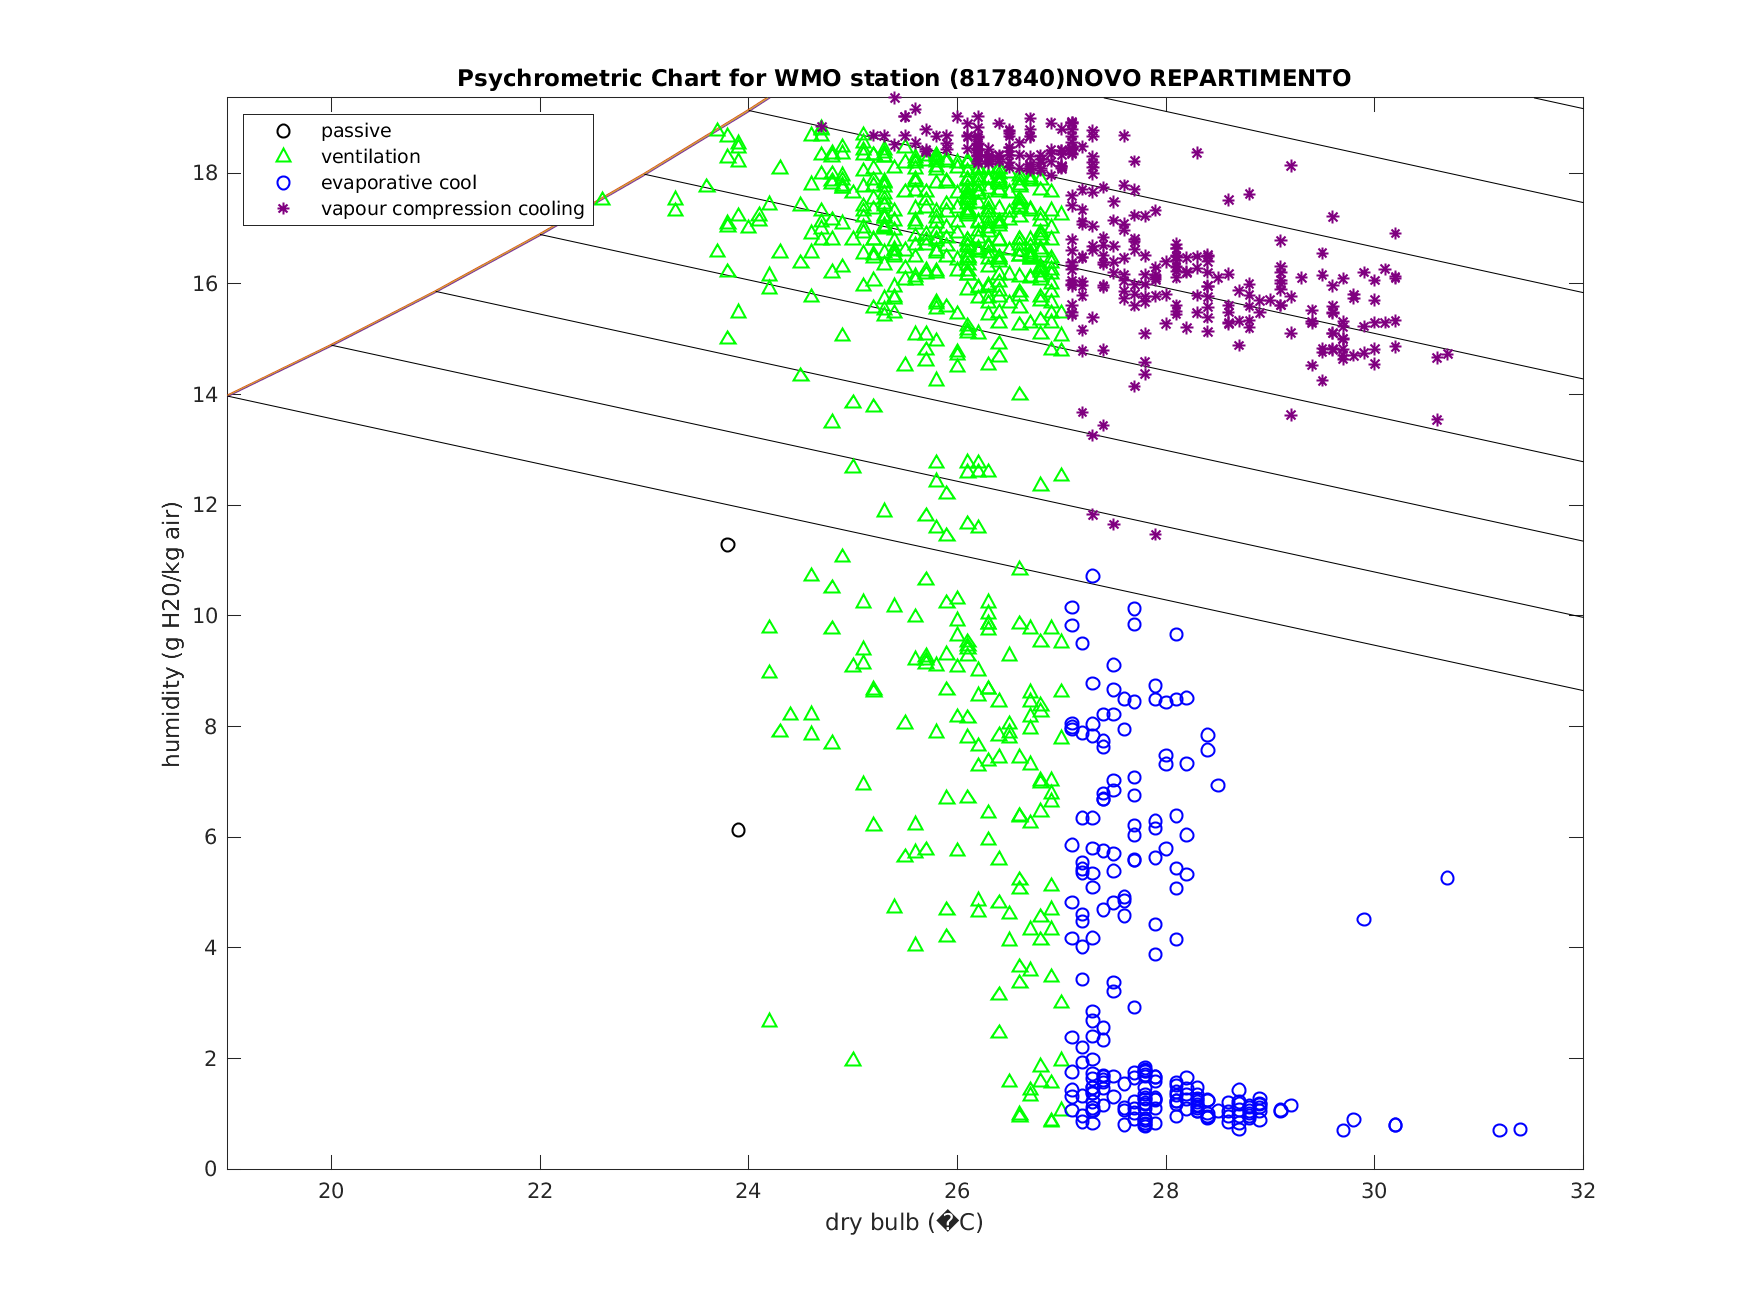 Psychrometric Chart for WMO station (817840)NOVO REPARTIMENTO
passive
ventilation
evaporative cool
vapour compression cooling
humidity (g H20/kg air)
18
16
14
12
10
8
6
4
2
0
20 22 24 26 28 30 32
dry bulb (�C)